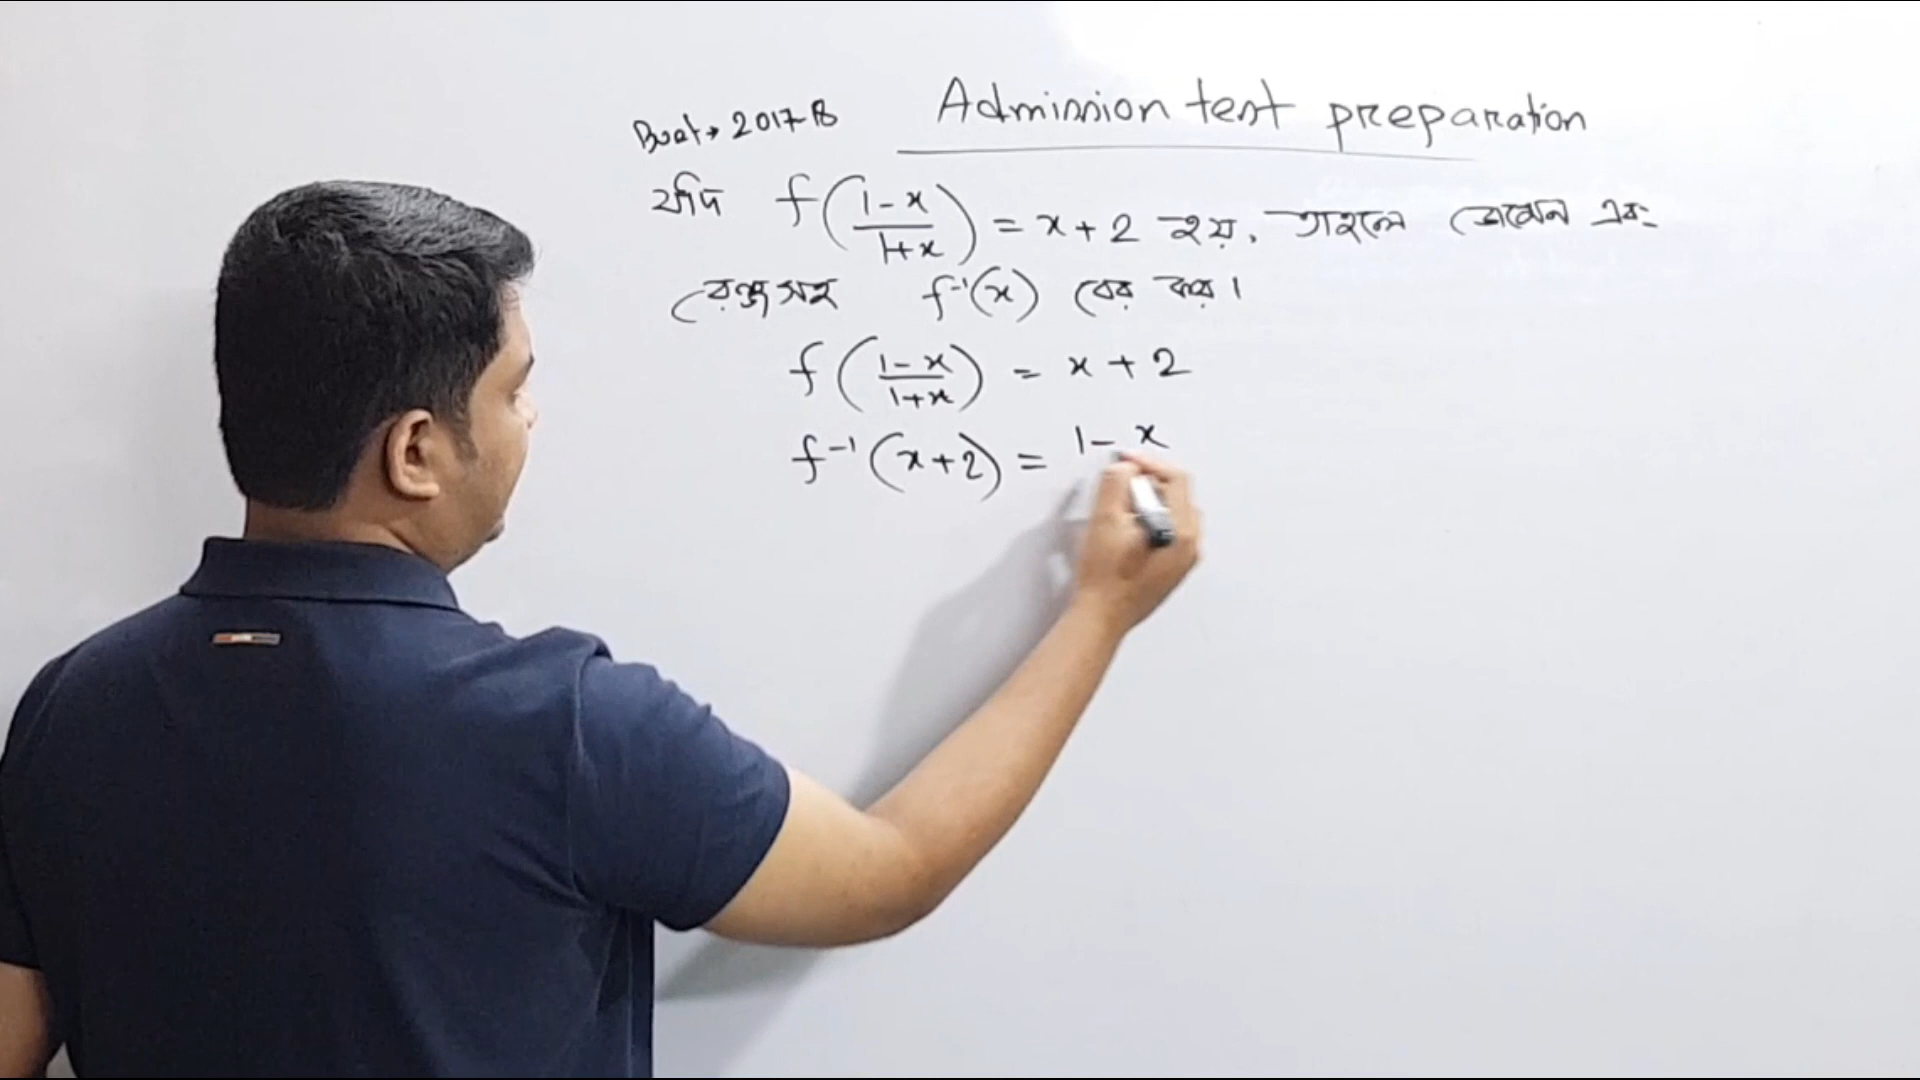 Buet → 2017-18
Admission test preparation
যদি f((1-x)/(1+x)) = x+2 হয়, তাহলে ডোমেন এবং
রেঞ্জসহ f⁻¹(x) বের কর।
f((1-x)/(1+x)) = x+2
f⁻¹(x+2) = 1-x